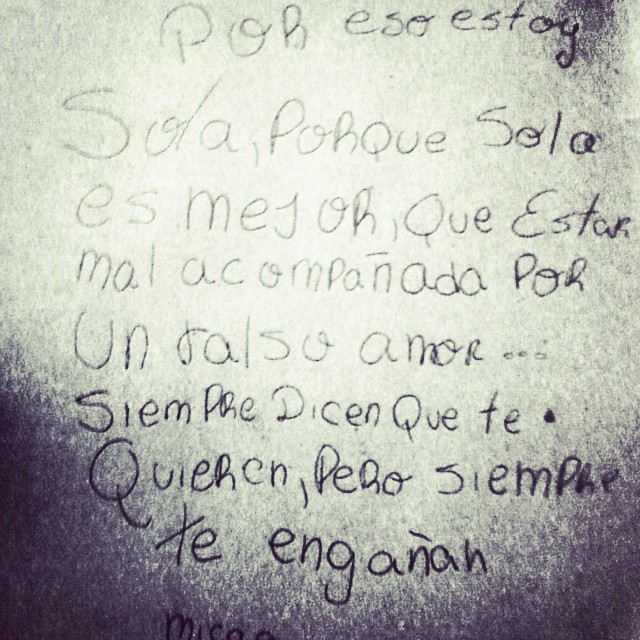 Por eso estoy
Sola, Porque Sola
es mejor, Que Estar
mal acompañada Por
Un falso amor...
Siempre Dicen Que te
Quieren, Pero siempre
te engañan